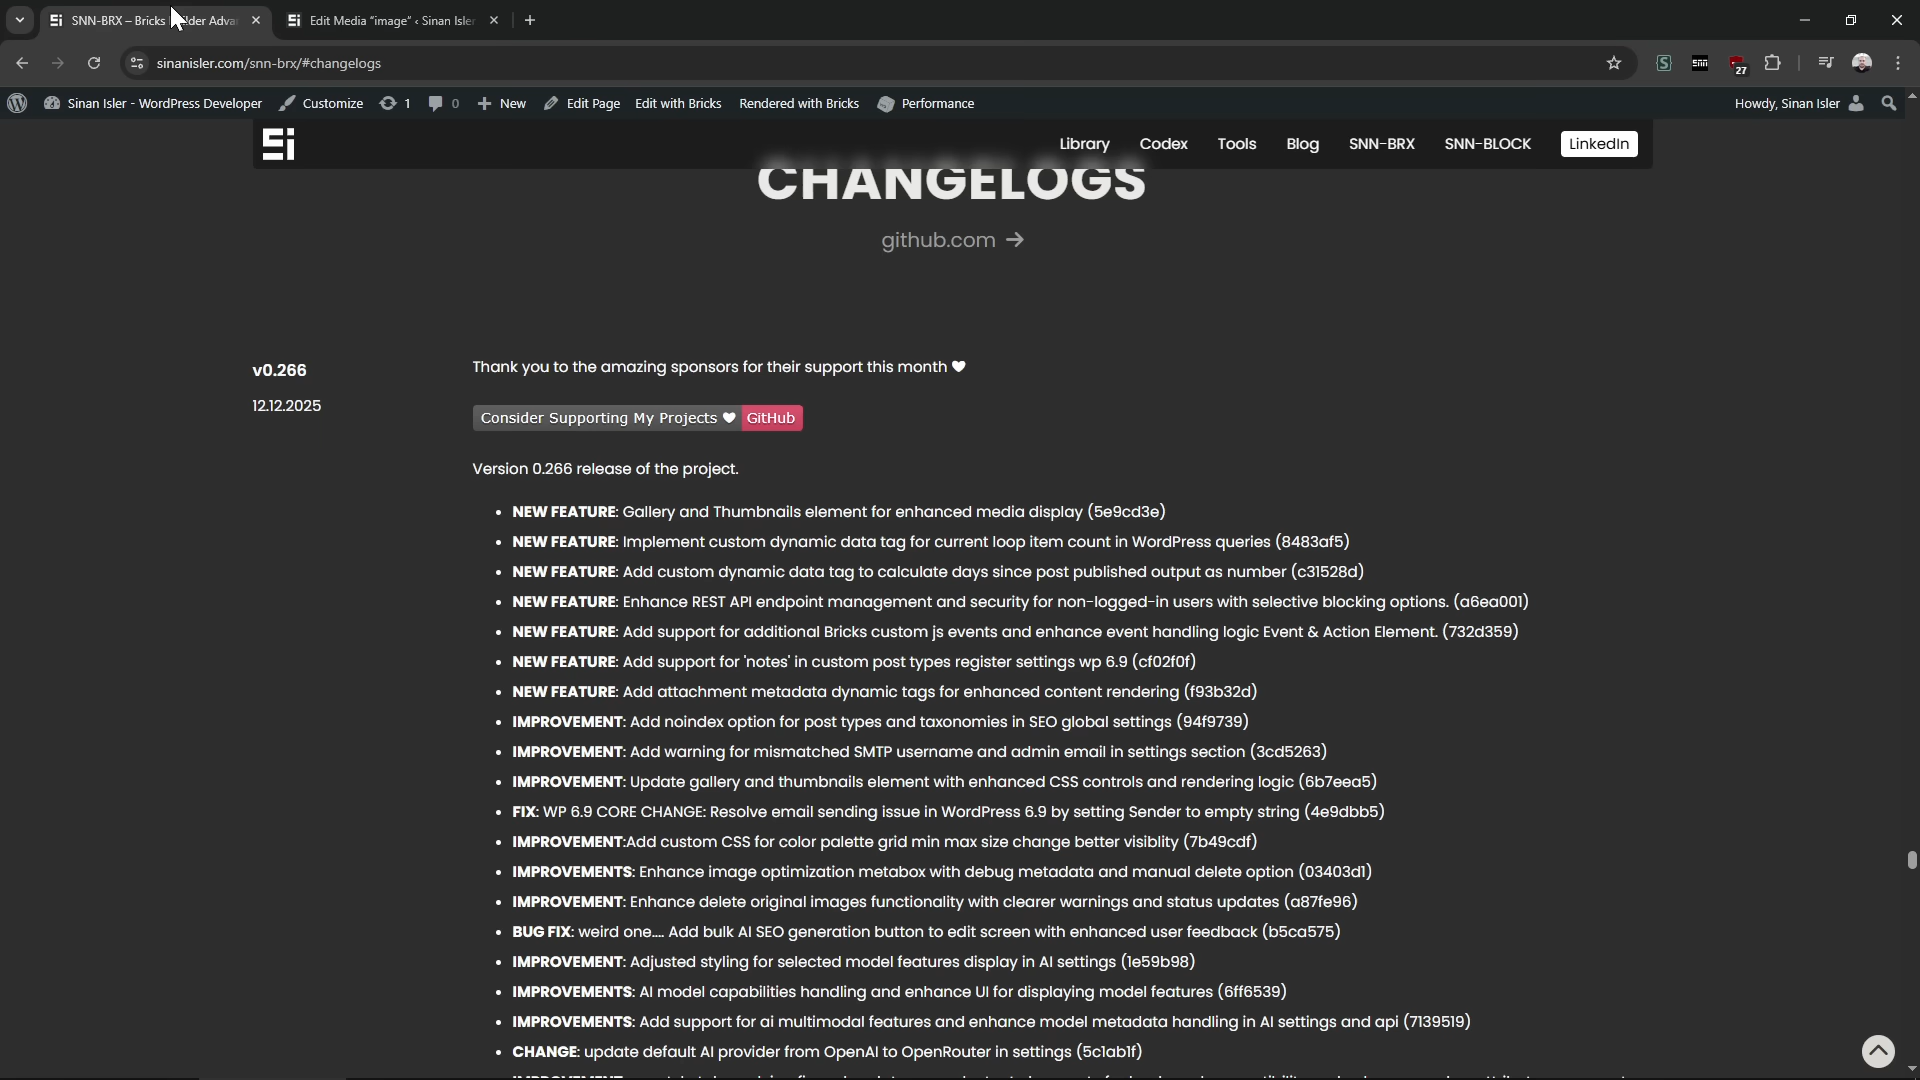 SNN-BRX – Bricks
lder Adva
Edit Media “image” ‹ Sinan Isler
sinanisler.com/snn-brx/#changelogs
27
Sinan Isler - WordPress Developer
Customize
1
0
New
Edit Page
Edit with Bricks
Rendered with Bricks
Performance
Howdy, Sinan Isler
Si
Library
Codex
Tools
Blog
SNN-BRX
SNN-BLOCK
LinkedIn
CHANGELOGS
github.com →
v0.266
12.12.2025
Thank you to the amazing sponsors for their support this month ♥
Consider Supporting My Projects ♥ GitHub
Version 0.266 release of the project.
• NEW FEATURE: Gallery and Thumbnails element for enhanced media display (5e9cd3e)
• NEW FEATURE: Implement custom dynamic data tag for current loop item count in WordPress queries (8483af5)
• NEW FEATURE: Add custom dynamic data tag to calculate days since post published output as number (c31528d)
• NEW FEATURE: Enhance REST API endpoint management and security for non-logged-in users with selective blocking options. (a6ea001)
• NEW FEATURE: Add support for additional Bricks custom js events and enhance event handling logic Event & Action Element. (732d359)
• NEW FEATURE: Add support for 'notes' in custom post types register settings wp 6.9 (cf02f0f)
• NEW FEATURE: Add attachment metadata dynamic tags for enhanced content rendering (f93b32d)
• IMPROVEMENT: Add noindex option for post types and taxonomies in SEO global settings (94f9739)
• IMPROVEMENT: Add warning for mismatched SMTP username and admin email in settings section (3cd5263)
• IMPROVEMENT: Update gallery and thumbnails element with enhanced CSS controls and rendering logic (6b7eea5)
• FIX: WP 6.9 CORE CHANGE: Resolve email sending issue in WordPress 6.9 by setting Sender to empty string (4e9dbb5)
• IMPROVEMENT:Add custom CSS for color palette grid min max size change better visiblity (7b49cdf)
• IMPROVEMENTS: Enhance image optimization metabox with debug metadata and manual delete option (03403d1)
• IMPROVEMENT: Enhance delete original images functionality with clearer warnings and status updates (a87fe96)
• BUG FIX: weird one.... Add bulk AI SEO generation button to edit screen with enhanced user feedback (b5ca575)
• IMPROVEMENT: Adjusted styling for selected model features display in AI settings (1e59b98)
• IMPROVEMENTS: AI model capabilities handling and enhance UI for displaying model features (6ff6539)
• IMPROVEMENTS: Add support for ai multimodal features and enhance model metadata handling in AI settings and api (7139519)
• CHANGE: update default AI provider from OpenAI to OpenRouter in settings (5c1ab1f)